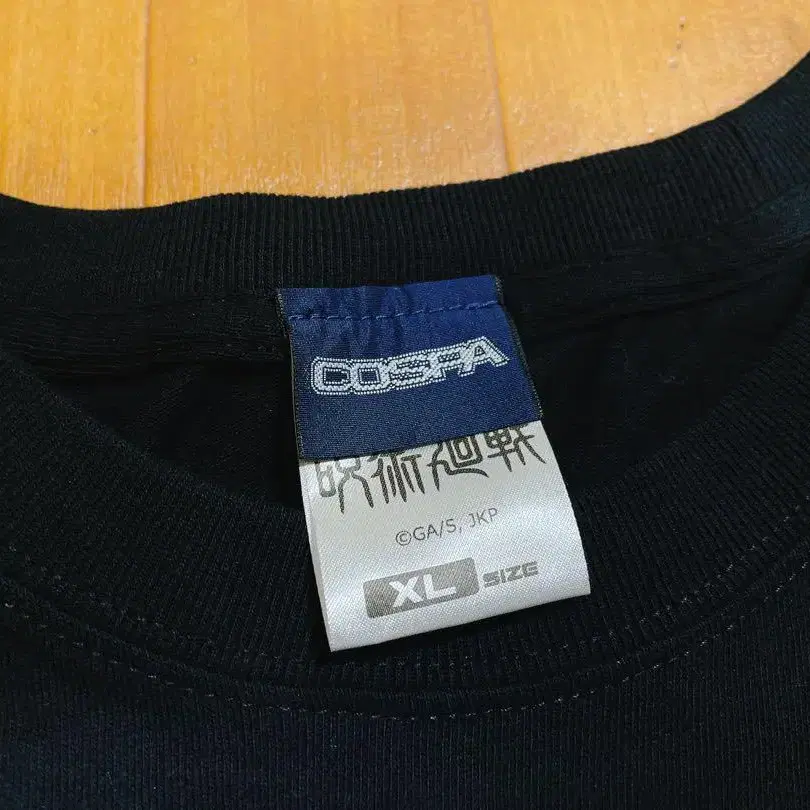 COSPA
呪術廻戦
©GA/S, JKP
XL SIZE